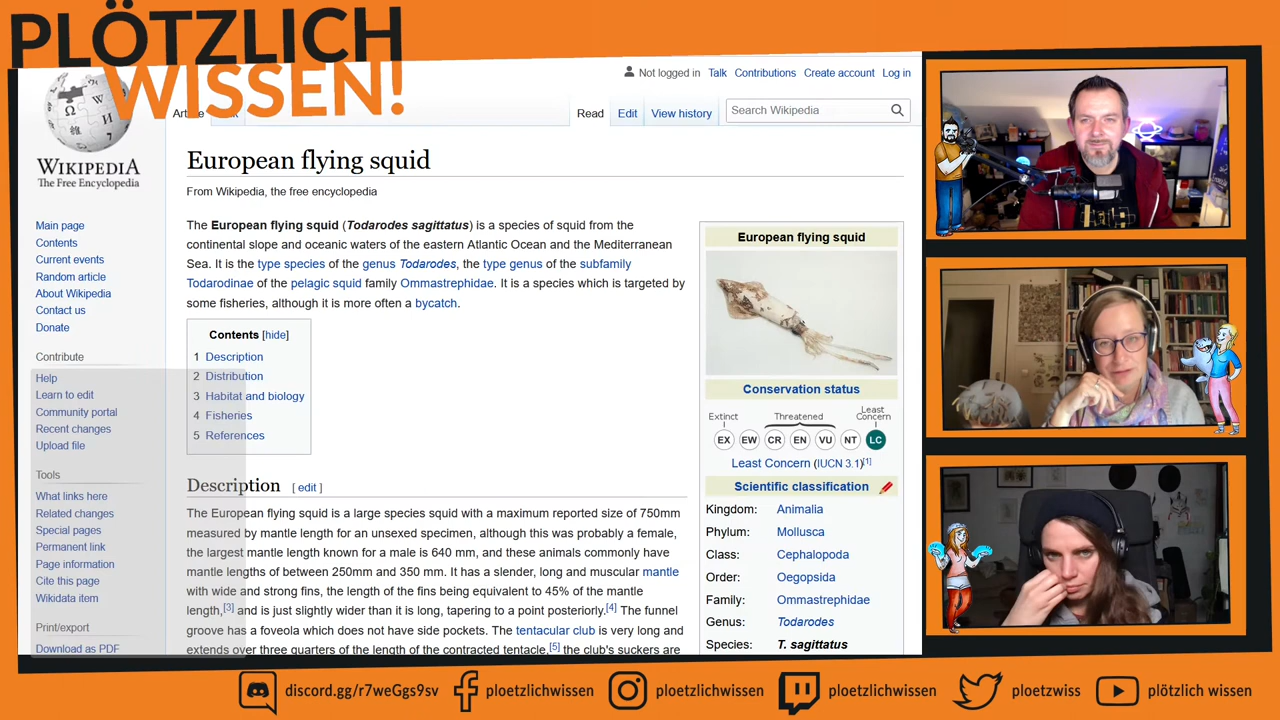 PLÖTZLICH
WISSEN!
WIKIPEDIA
The Free Encyclopedia
Main page
Contents
Current events
Random article
About Wikipedia
Contact us
Donate
Contribute
Help
Learn to edit
Community portal
Recent changes
Upload file
Tools
What links here
Related changes
Special pages
Permanent link
Page information
Cite this page
Wikidata item
Print/export
Download as PDF
Not logged in Talk Contributions Create account Log in
Read Edit View history Search Wikipedia
European flying squid
From Wikipedia, the free encyclopedia
The European flying squid (Todarodes sagittatus) is a species of squid from the
continental slope and oceanic waters of the eastern Atlantic Ocean and the Mediterranean
Sea. It is the type species of the genus Todarodes, the type genus of the subfamily
Todarodinae of the pelagic squid family Ommastrephidae. It is a species which is targeted by
some fisheries, although it is more often a bycatch.
Contents [hide]
1 Description
2 Distribution
3 Habitat and biology
4 Fisheries
5 References
Description [ edit ]
The European flying squid is a large species squid with a maximum reported size of 750mm
measured by mantle length for an unsexed specimen, although this was probably a female,
the largest mantle length known for a male is 640 mm, and these animals commonly have
mantle lengths of between 250mm and 350 mm. It has a slender, long and muscular mantle
with wide and strong fins, the length of the fins being equivalent to 45% of the mantle
length,[3] and is just slightly wider than it is long, tapering to a point posteriorly.[4] The funnel
groove has a foveola which does not have side pockets. The tentacular club is very long and
extends over three quarters of the length of the contracted tentacle,[5] the club's suckers are
European flying squid
Conservation status
Extinct Threatened Least Concern
EX EW CR EN VU NT LC
Least Concern (IUCN 3.1)[1]
Scientific classification
Kingdom: Animalia
Phylum: Mollusca
Class: Cephalopoda
Order: Oegopsida
Family: Ommastrephidae
Genus: Todarodes
Species: T. sagittatus
discord.gg/r7weGgs9sv ploetzlichwissen ploetzlichwissen ploetzlichwissen ploetzwiss plötzlich wissen